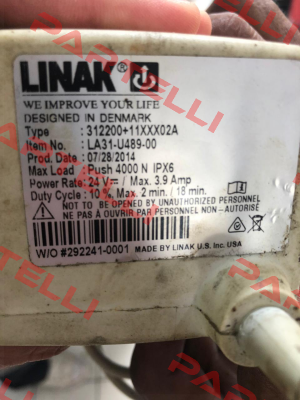 PARTELLI
LINAK®
WE IMPROVE YOUR LIFE
DESIGNED IN DENMARK
Type : 312200+11XXX02A
Item No. : LA31-U489-00
Prod. Date : 07/28/2014
Max Load : Push 4000 N IPX6
Power Rate : 24 V⎓ / Max. 3.9 Amp
Duty Cycle : 10 %, Max. 2 min. / 18 min.
NOT TO BE OPENED BY UNAUTHORIZED PERSONNEL
NE PAS OUVRIR - PERSONNEL NON-AUTORISÉ
W/O #292241-0001 MADE BY LINAK U.S. Inc. USA
PARTELLI